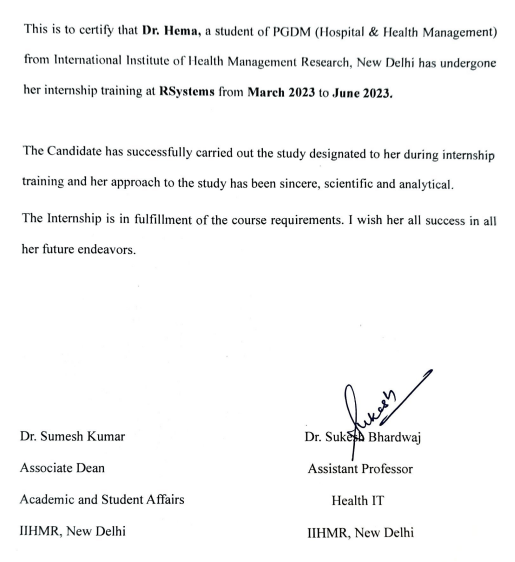 This is to certify that Dr. Hema, a student of PGDM (Hospital & Health Management)
from International Institute of Health Management Research, New Delhi has undergone
her internship training at RSystems from March 2023 to June 2023.
The Candidate has successfully carried out the study designated to her during internship
training and her approach to the study has been sincere, scientific and analytical.
The Internship is in fulfillment of the course requirements. I wish her all success in all
her future endeavors.
Sukesh
Dr. Sumesh Kumar
Dr. Sukesh Bhardwaj
Associate Dean
Assistant Professor
Academic and Student Affairs
Health IT
IIHMR, New Delhi
IIHMR, New Delhi